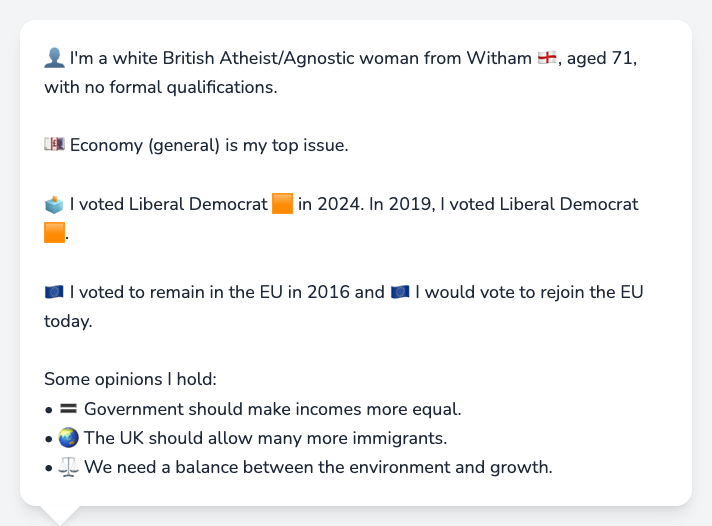 👤 I'm a white British Atheist/Agnostic woman from Witham 🏴󠁧󠁢󠁥󠁮󠁧󠁿, aged 71,
with no formal qualifications.
💷 Economy (general) is my top issue.
🗳️ I voted Liberal Democrat 🟧 in 2024. In 2019, I voted Liberal Democrat
🟧.
🇪🇺 I voted to remain in the EU in 2016 and 🇪🇺 I would vote to rejoin the EU
today.
Some opinions I hold:
• 🟰 Government should make incomes more equal.
• 🌏 The UK should allow many more immigrants.
• ⚖️ We need a balance between the environment and growth.